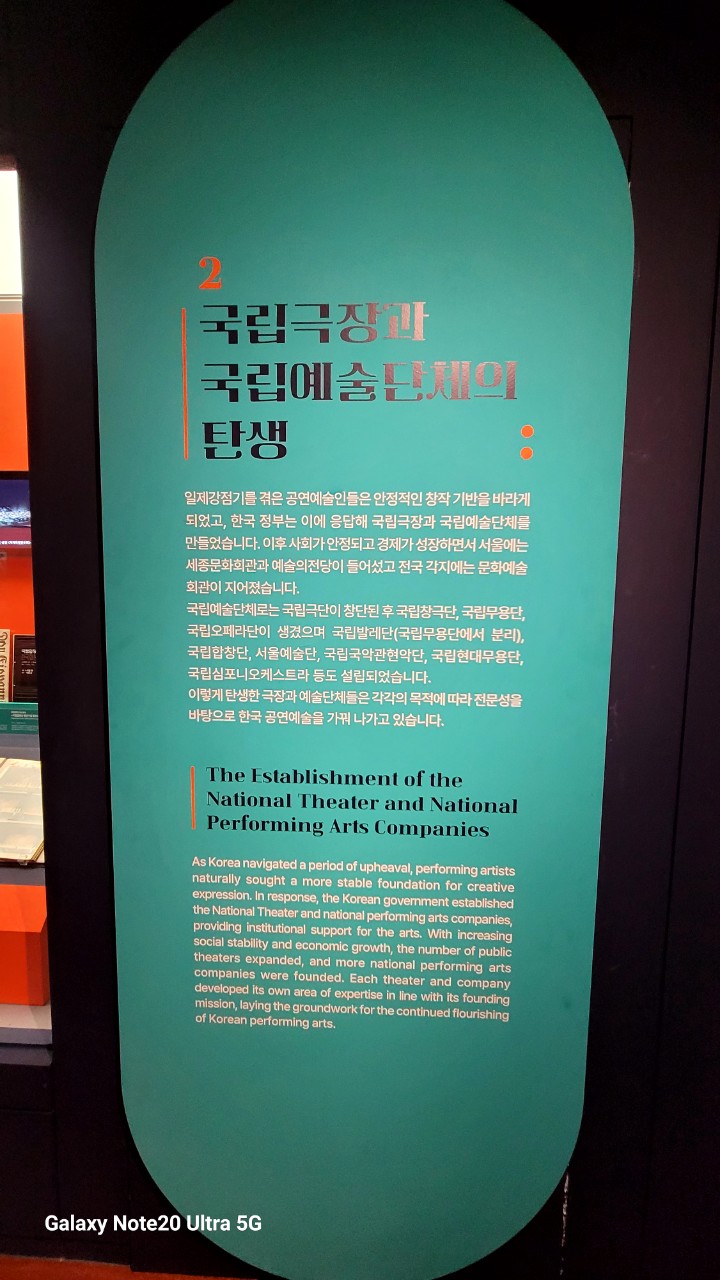 2
국립극장과
국립예술단체의
탄생
일제강점기를 겪은 공연예술인들은 안정적인 창작 기반을 바라게
되었고, 한국 정부는 이에 응답해 국립극장과 국립예술단체를
만들었습니다. 이후 사회가 안정되고 경제가 성장하면서 서울에는
세종문화회관과 예술의전당이 들어섰고 전국 각지에는 문화예술
회관이 지어졌습니다.
국립예술단체로는 국립극단이 창단된 후 국립창극단, 국립무용단,
국립오페라단이 생겼으며 국립발레단(국립무용단에서 분리),
국립합창단, 서울예술단, 국립국악관현악단, 국립현대무용단,
국립심포니오케스트라 등도 설립되었습니다.
이렇게 탄생한 극장과 예술단체들은 각각의 목적에 따라 전문성을
바탕으로 한국 공연예술을 가꿔 나가고 있습니다.
The Establishment of the
National Theater and National
Performing Arts Companies
As Korea navigated a period of upheaval, performing artists
naturally sought a more stable foundation for creative
expression. In response, the Korean government established
the National Theater and national performing arts companies,
providing institutional support for the arts. With increasing
social stability and economic growth, the number of public
theaters expanded, and more national performing arts
companies were founded. Each theater and company
developed its own area of expertise in line with its founding
mission, laying the groundwork for the continued flourishing
of Korean performing arts.
Galaxy Note20 Ultra 5G